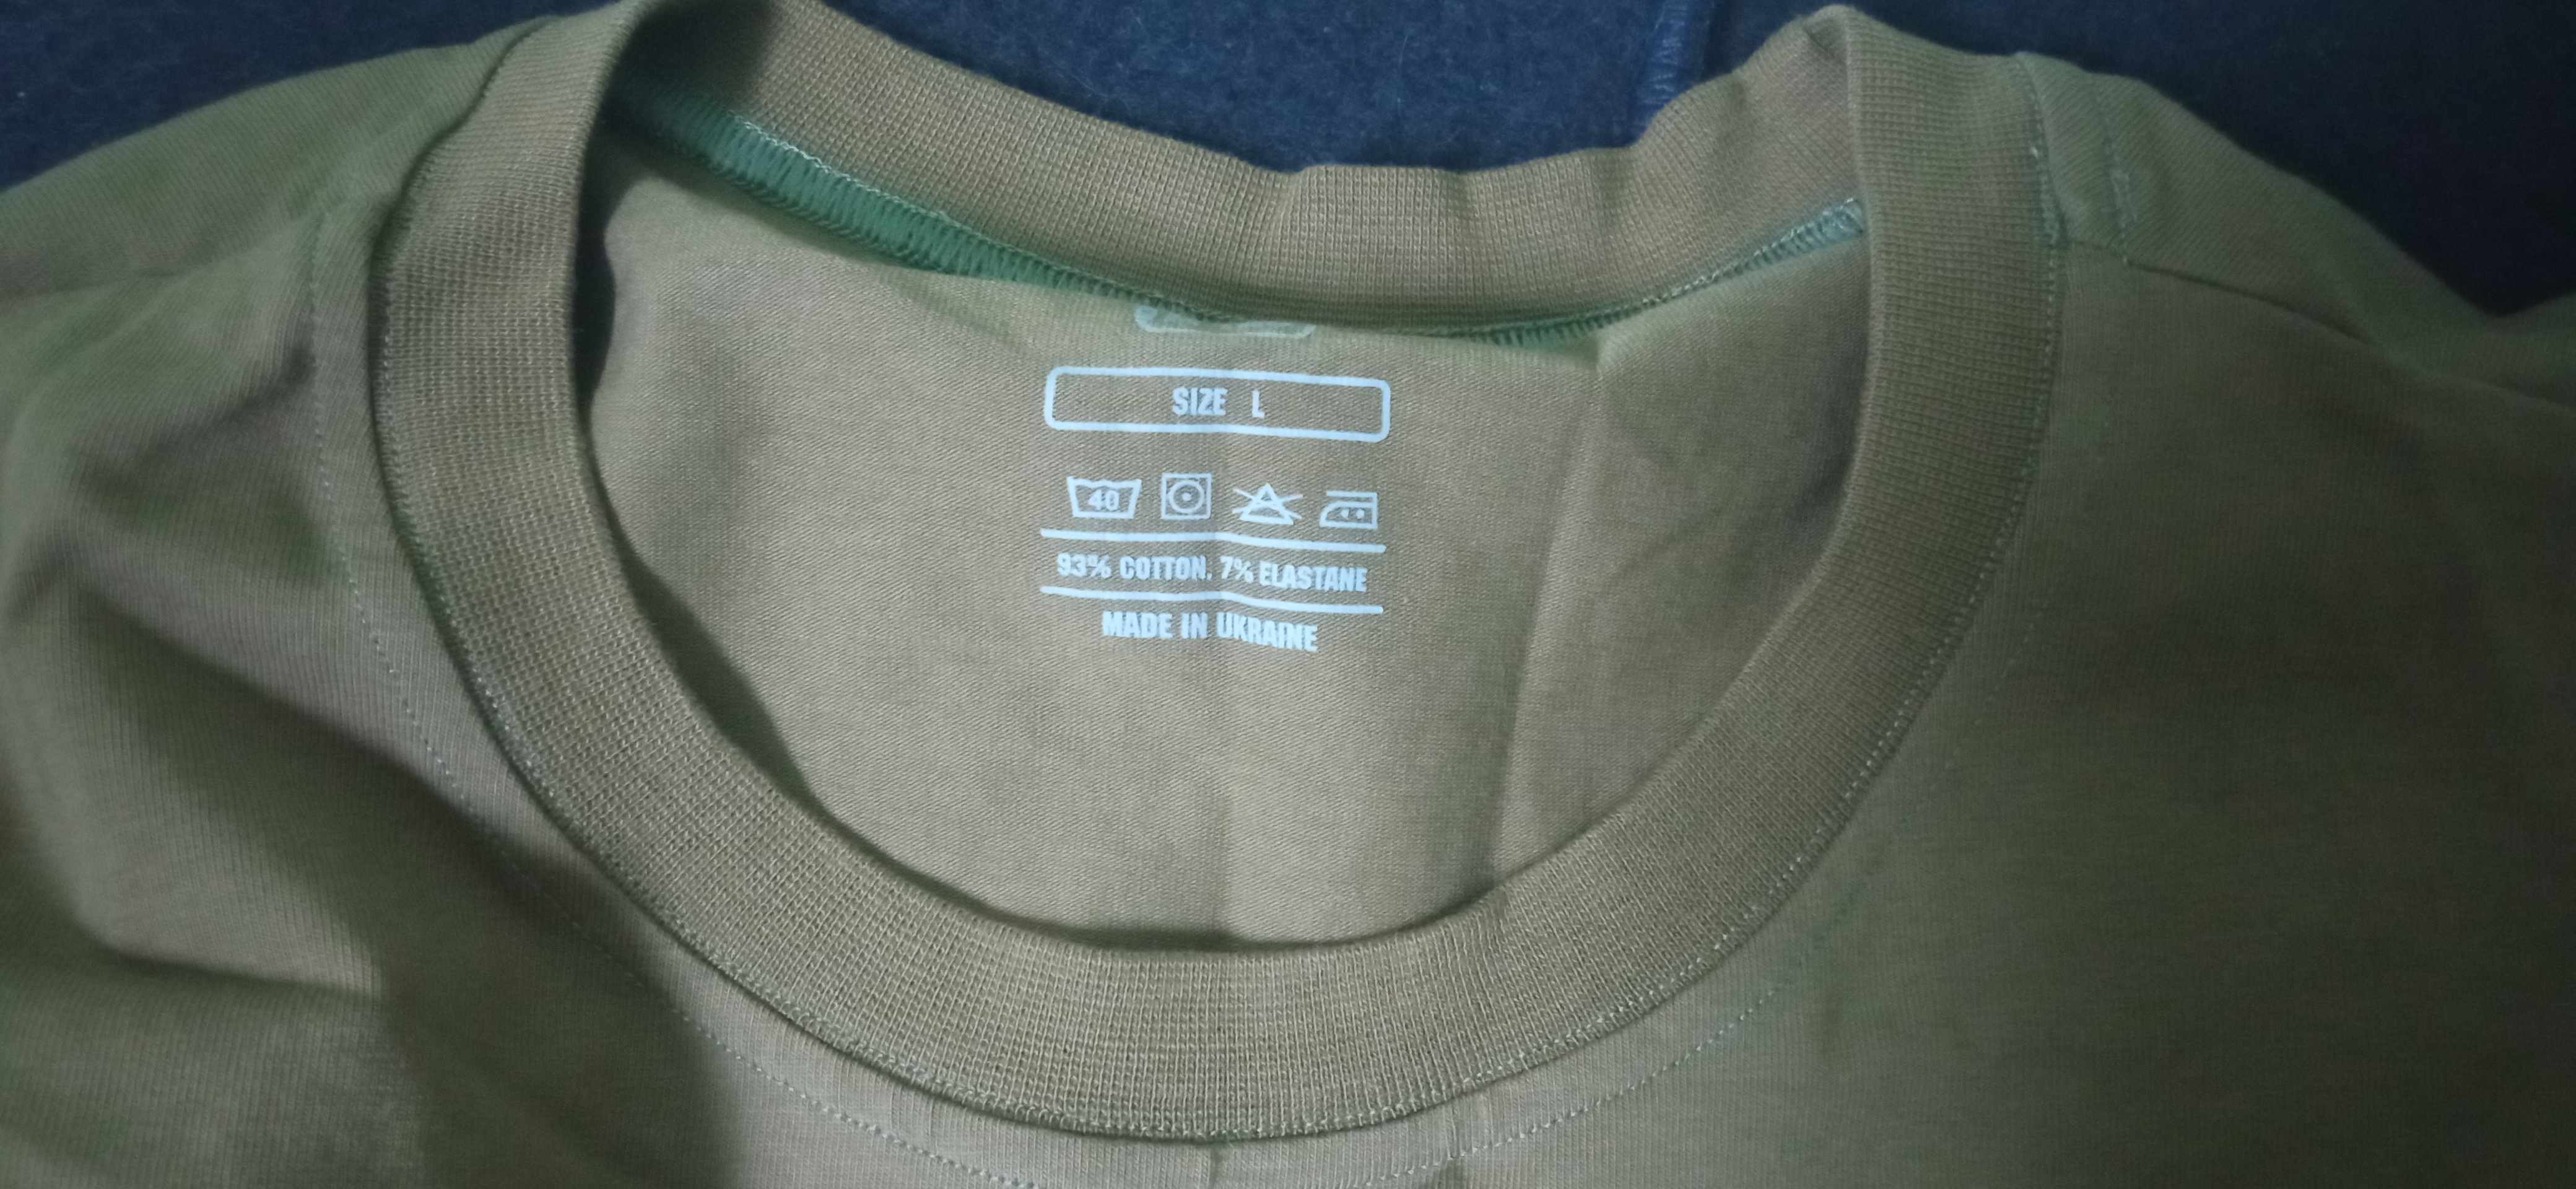 SIZE L
40
93% COTTON. 7% ELASTANE
MADE IN UKRAINE